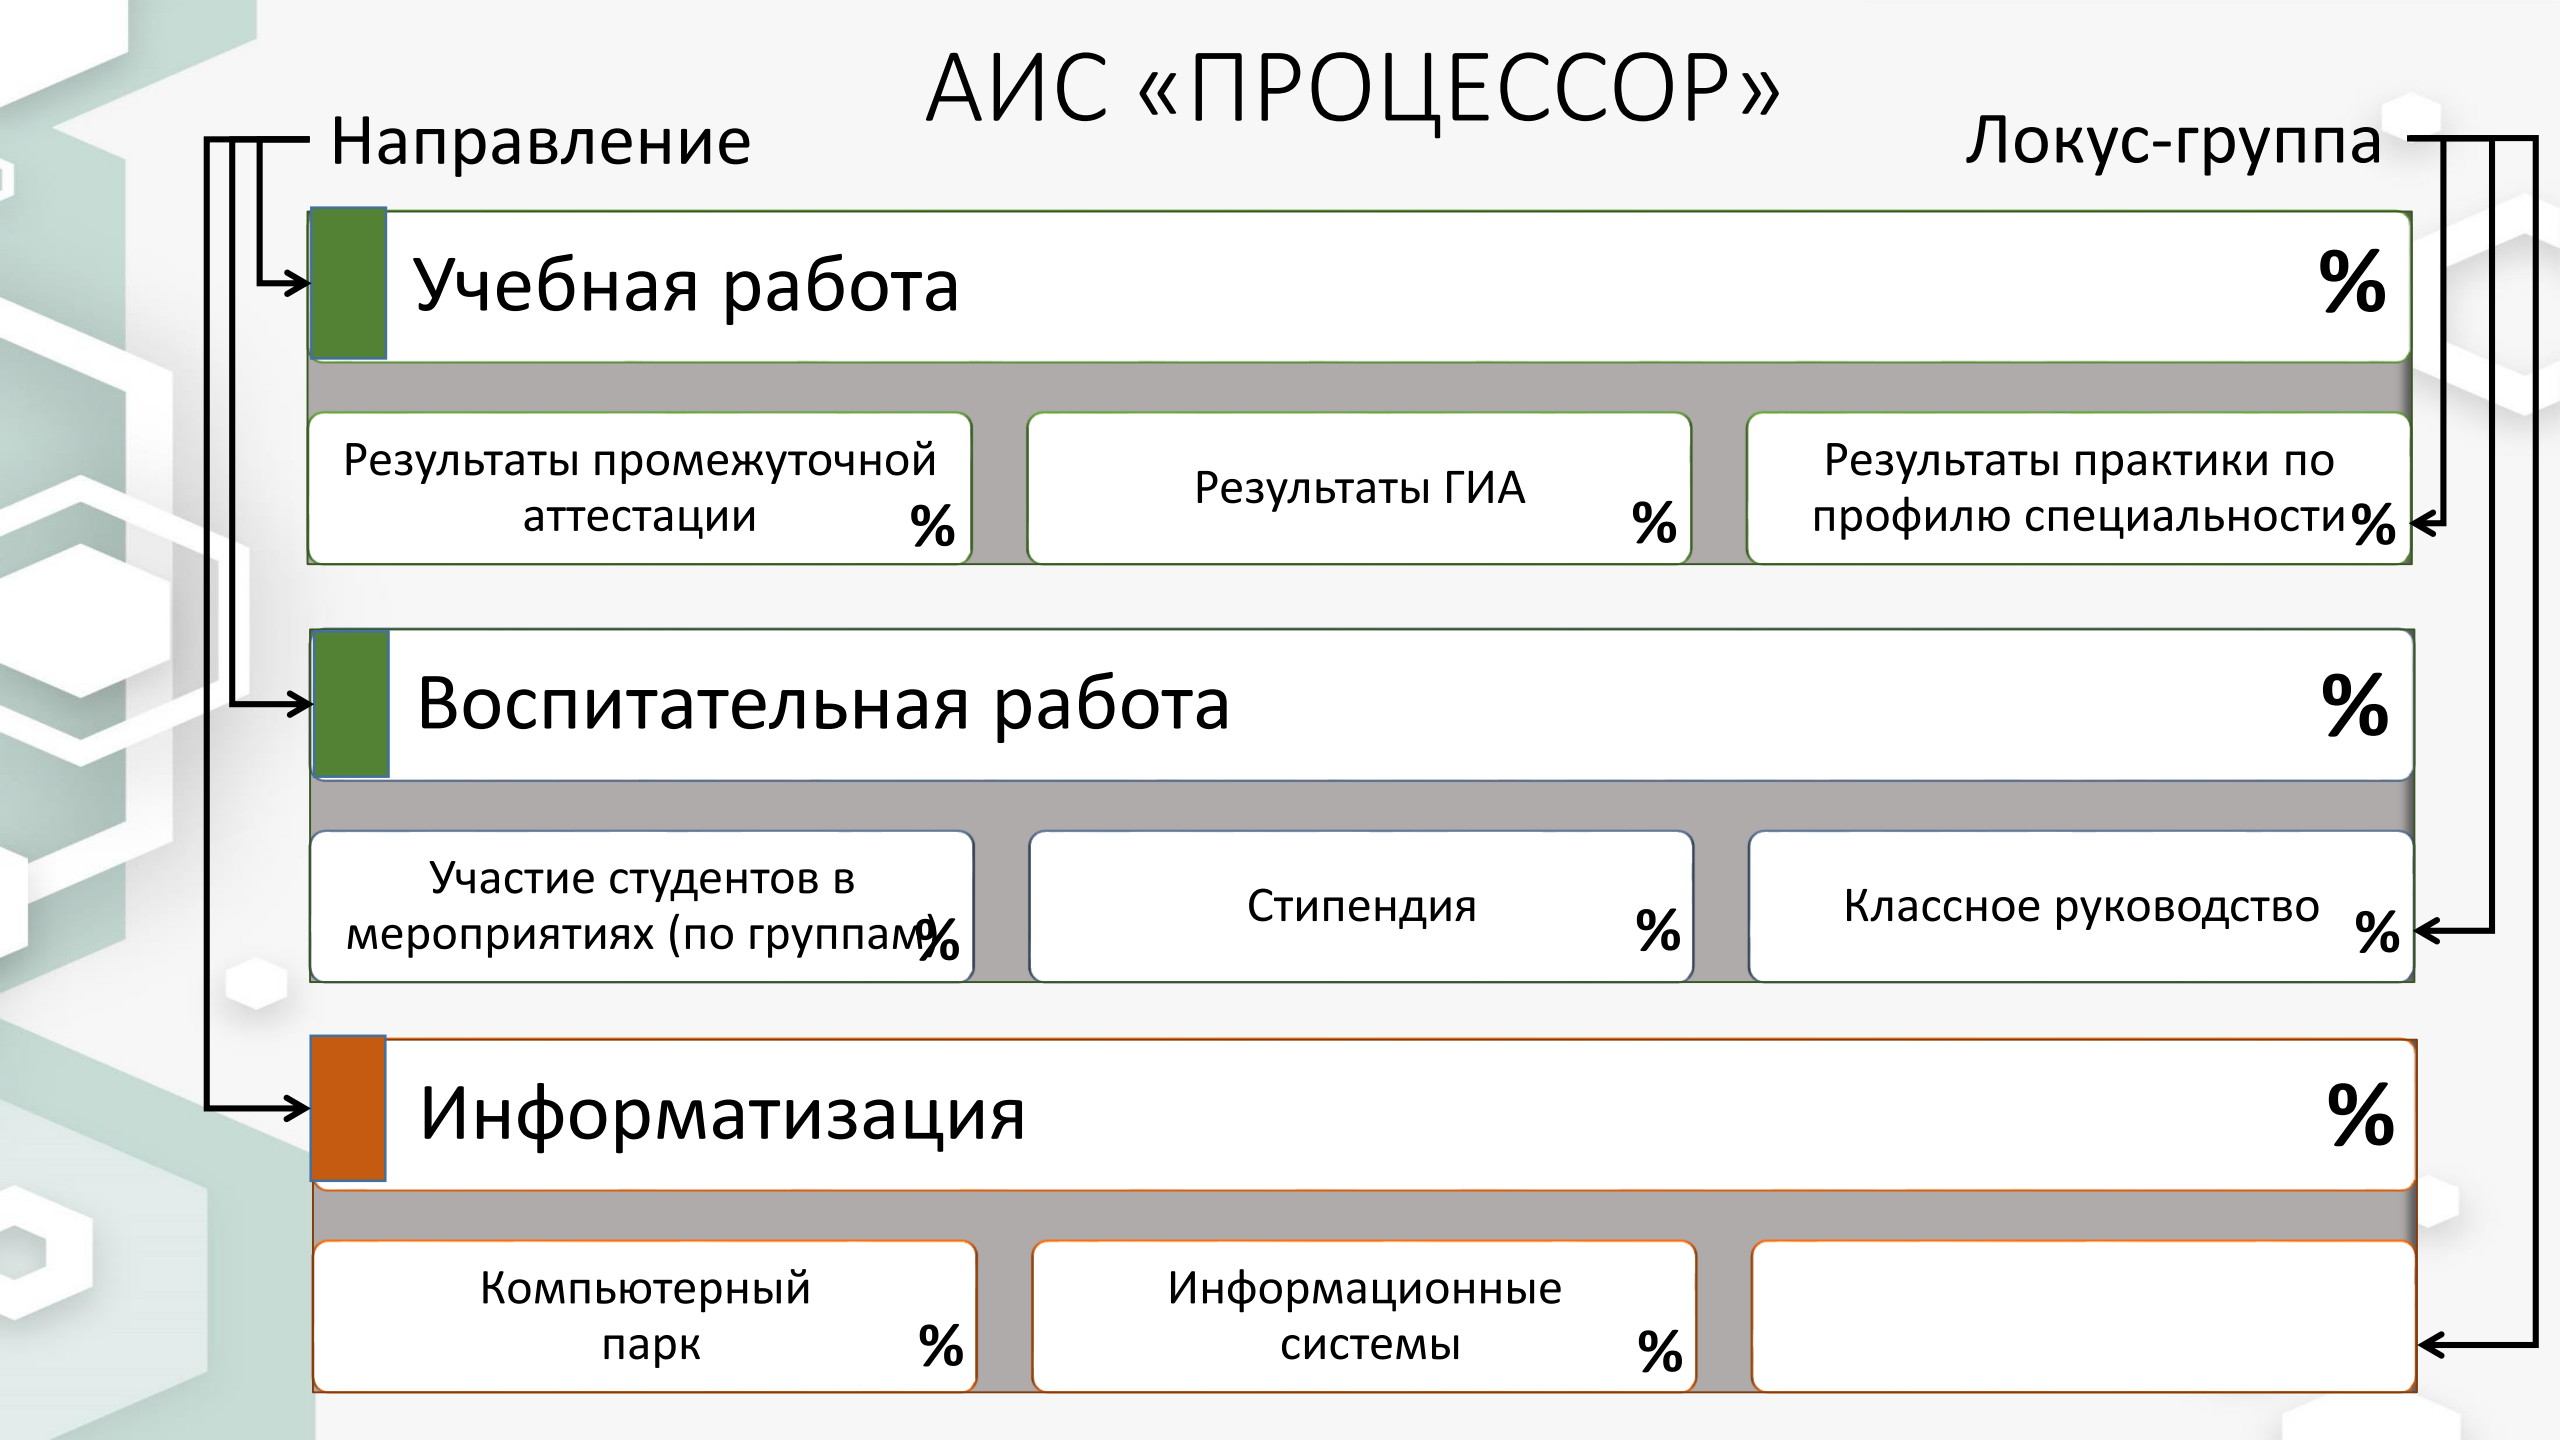 АИС «ПРОЦЕССОР»
Направление
Локус-группа
Учебная работа %
Результаты промежуточной
аттестации %
Результаты ГИА %
Результаты практики по
профилю специальности %
Воспитательная работа %
Участие студентов в
мероприятиях (по группам) %
Стипендия %
Классное руководство %
Информатизация %
Компьютерный
парк %
Информационные
системы %